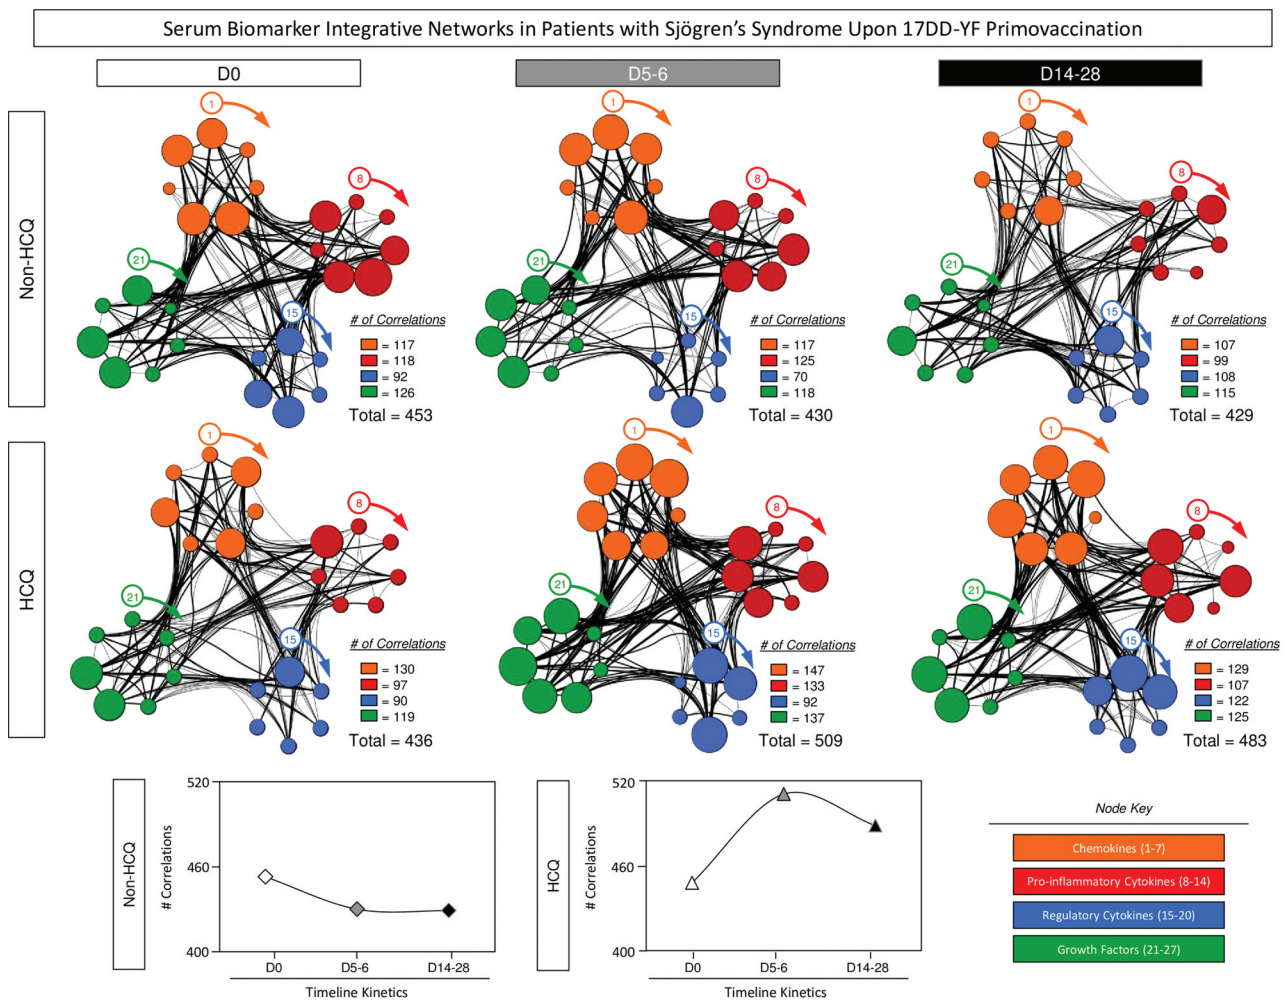 Serum Biomarker Integrative Networks in Patients with Sjögren's Syndrome Upon 17DD-YF Primovaccination
D0
D5-6
D14-28
Non-HCQ
1
8
21
15
# of Correlations
= 117
= 118
= 92
= 126
Total = 453
1
8
21
15
# of Correlations
= 117
= 125
= 70
= 118
Total = 430
1
8
21
15
# of Correlations
= 107
= 99
= 108
= 115
Total = 429
HCQ
1
8
21
15
# of Correlations
= 130
= 97
= 90
= 119
Total = 436
1
8
21
15
# of Correlations
= 147
= 133
= 92
= 137
Total = 509
1
8
21
15
# of Correlations
= 129
= 107
= 122
= 125
Total = 483
Non-HCQ
# Correlations
520
460
400
D0
D5-6
D14-28
Timeline Kinetics
HCQ
# Correlations
520
460
400
D0
D5-6
D14-28
Timeline Kinetics
Node Key
Chemokines (1-7)
Pro-inflammatory Cytokines (8-14)
Regulatory Cytokines (15-20)
Growth Factors (21-27)